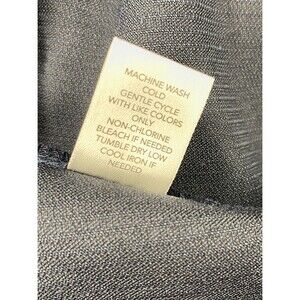 MACHINE WASH
COLD
GENTLE CYCLE
WITH LIKE COLORS
ONLY
NON-CHLORINE
BLEACH IF NEEDED
TUMBLE DRY LOW
COOL IRON IF
NEEDED